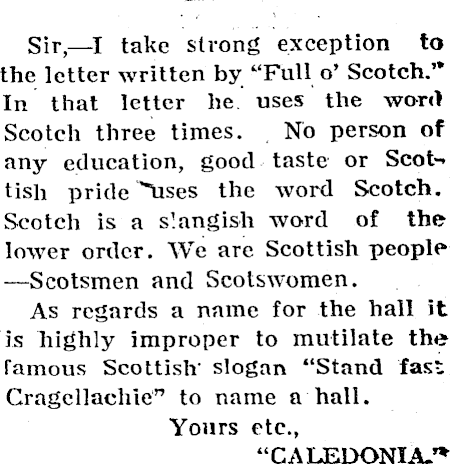 Sir,—I take strong exception to
the letter written by “Full o’ Scotch.”
In that letter he uses the word
Scotch three times. No person of
any education, good taste or Scot-
tish pride uses the word Scotch.
Scotch is a slangish word of the
lower order. We are Scottish people
—Scotsmen and Scotswomen.
As regards a name for the hall it
is highly improper to mutilate the
famous Scottish slogan “Stand fast
Cragellachie” to name a hall.
Yours etc.,
“CALEDONIA.”